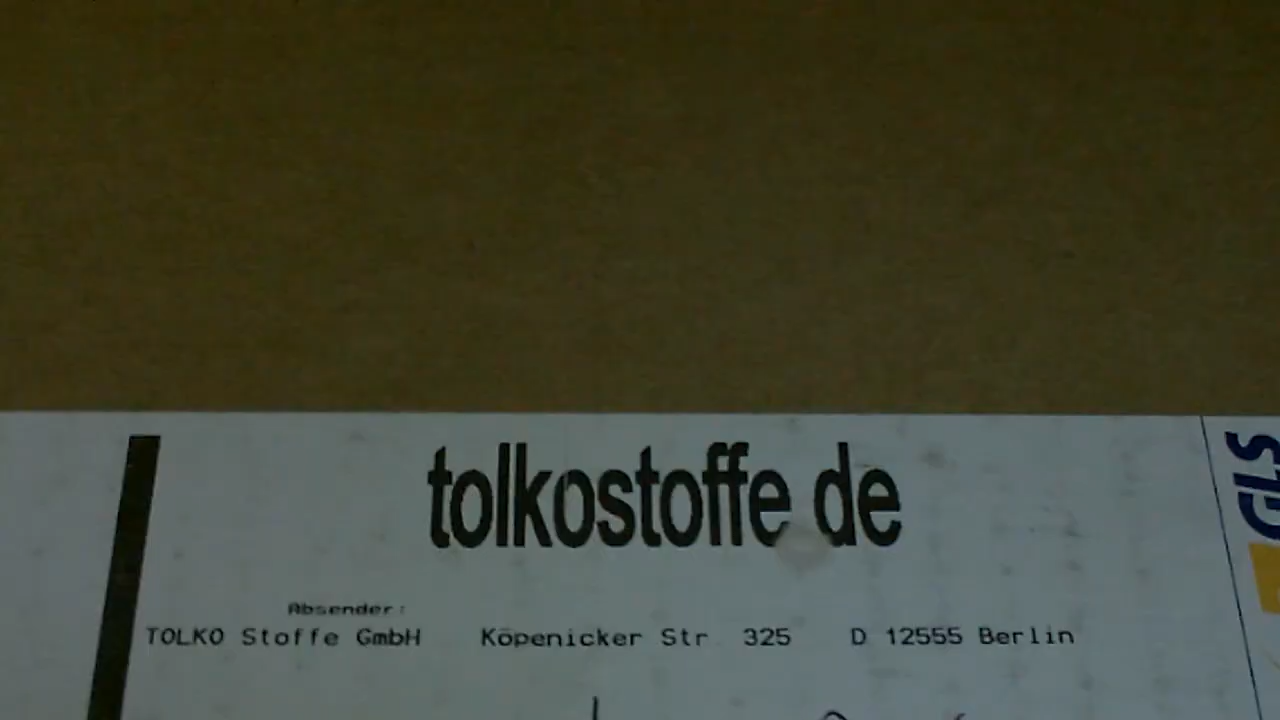 tolkostoffe de
Absender:
TOLKO Stoffe GmbH Köpenicker Str 325 D 12555 Berlin
GLS